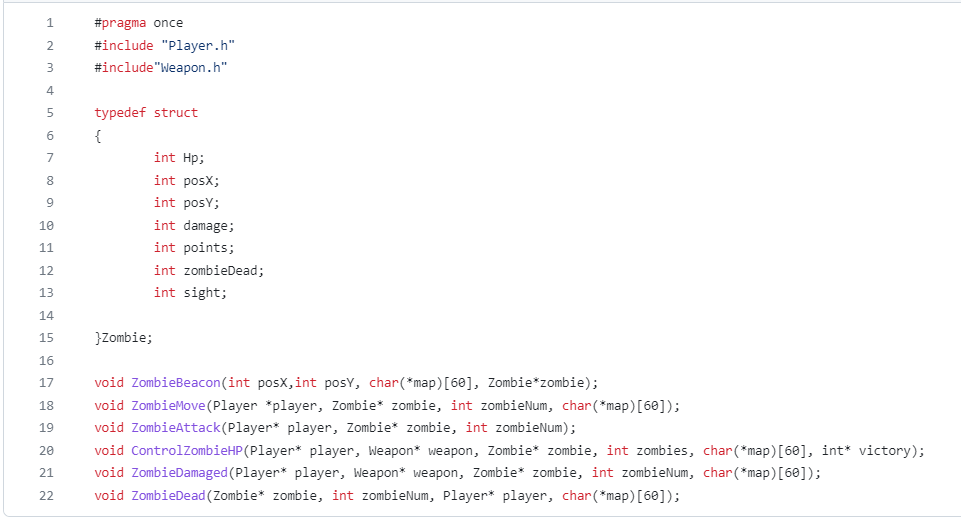 1 #pragma once
2 #include "Player.h"
3 #include"Weapon.h"
4
5 typedef struct
6 {
7 int Hp;
8 int posX;
9 int posY;
10 int damage;
11 int points;
12 int zombieDead;
13 int sight;
14
15 }Zombie;
16
17 void ZombieBeacon(int posX,int posY, char(*map)[60], Zombie*zombie);
18 void ZombieMove(Player *player, Zombie* zombie, int zombieNum, char(*map)[60]);
19 void ZombieAttack(Player* player, Zombie* zombie, int zombieNum);
20 void ControlZombieHP(Player* player, Weapon* weapon, Zombie* zombie, int zombies, char(*map)[60], int* victory);
21 void ZombieDamaged(Player* player, Weapon* weapon, Zombie* zombie, int zombieNum, char(*map)[60]);
22 void ZombieDead(Zombie* zombie, int zombieNum, Player* player, char(*map)[60]);